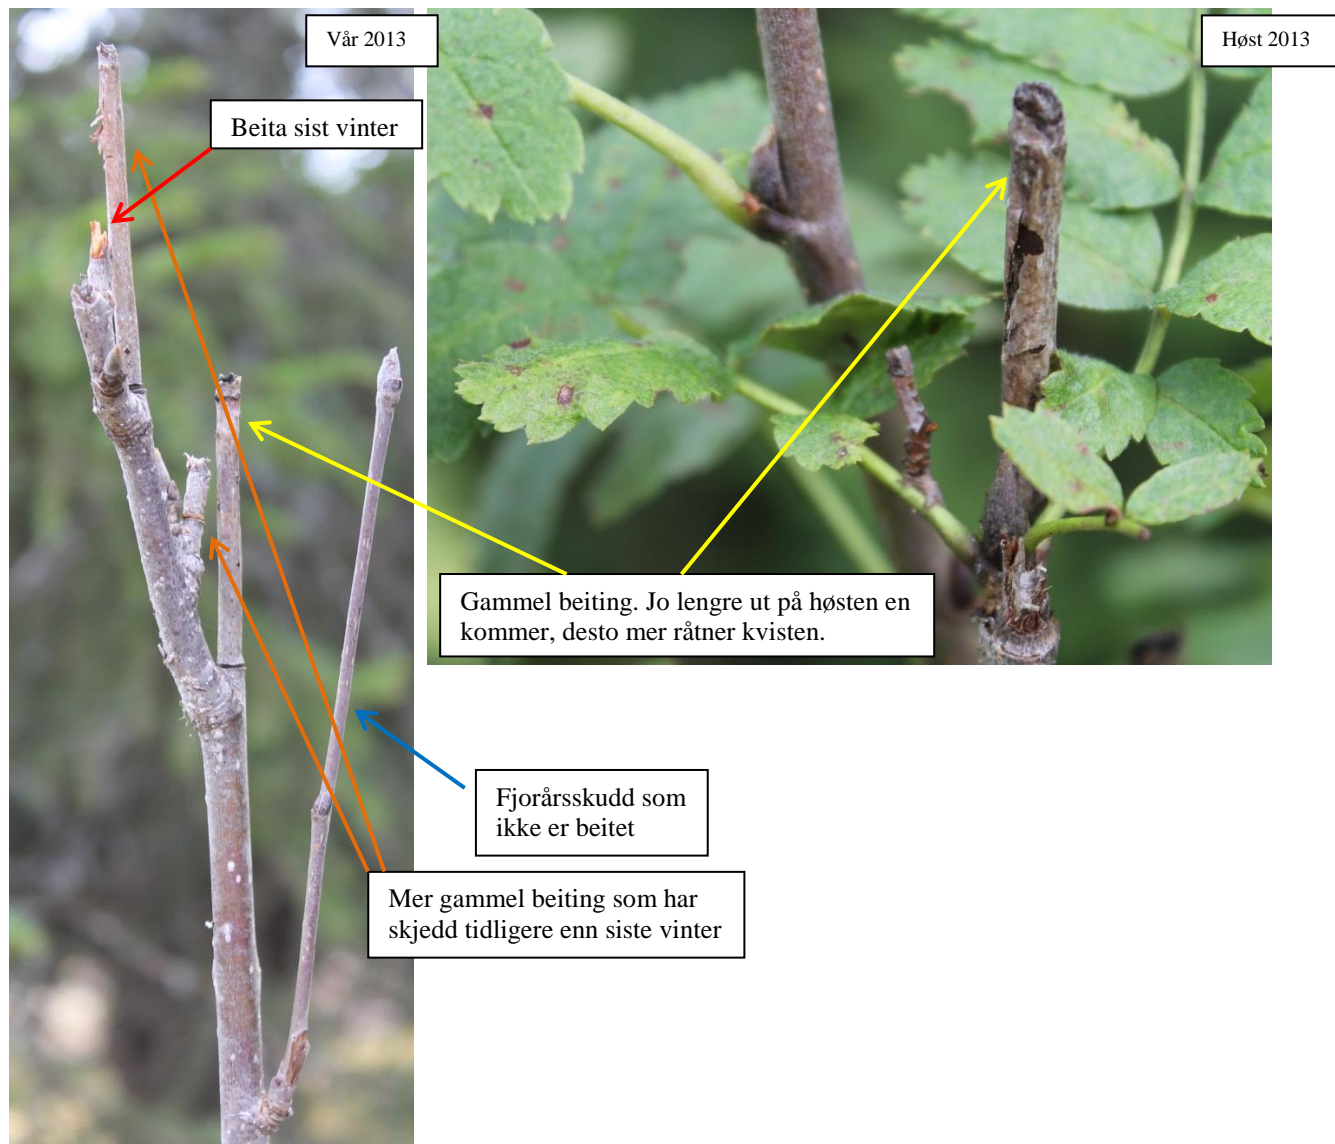 Vår 2013
Høst 2013
Beita sist vinter
Gammel beiting. Jo lengre ut på høsten en
kommer, desto mer råtner kvisten.
Fjorårsskudd som
ikke er beitet
Mer gammel beiting som har
skjedd tidligere enn siste vinter